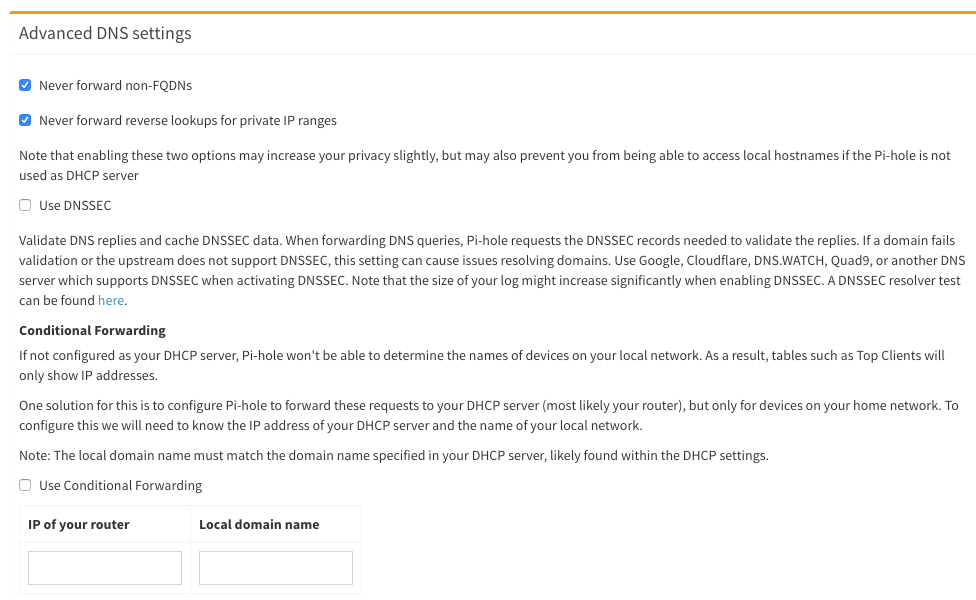 Advanced DNS settings
Never forward non-FQDNs
Never forward reverse lookups for private IP ranges
Note that enabling these two options may increase your privacy slightly, but may also prevent you from being able to access local hostnames if the Pi-hole is not
used as DHCP server
Use DNSSEC
Validate DNS replies and cache DNSSEC data. When forwarding DNS queries, Pi-hole requests the DNSSEC records needed to validate the replies. If a domain fails
validation or the upstream does not support DNSSEC, this setting can cause issues resolving domains. Use Google, Cloudflare, DNS.WATCH, Quad9, or another DNS
server which supports DNSSEC when activating DNSSEC. Note that the size of your log might increase significantly when enabling DNSSEC. A DNSSEC resolver test
can be found here.
Conditional Forwarding
If not configured as your DHCP server, Pi-hole won't be able to determine the names of devices on your local network. As a result, tables such as Top Clients will
only show IP addresses.
One solution for this is to configure Pi-hole to forward these requests to your DHCP server (most likely your router), but only for devices on your home network. To
configure this we will need to know the IP address of your DHCP server and the name of your local network.
Note: The local domain name must match the domain name specified in your DHCP server, likely found within the DHCP settings.
Use Conditional Forwarding
IP of your router Local domain name